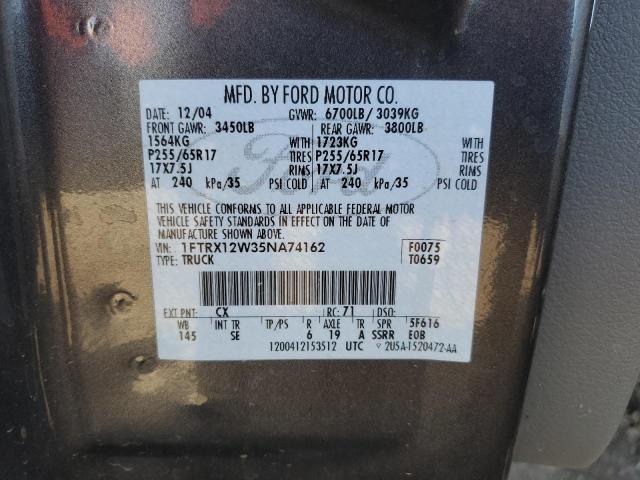 MFD. BY FORD MOTOR CO.
DATE: 12/04 GVWR: 6700LB/ 3039KG
FRONT GAWR: 3450LB REAR GAWR: 3800LB
1564KG WITH 1723KG WITH
P255/65R17 TIRES P255/65R17 TIRES
17X7.5J RIMS 17X7.5J RIMS
AT 240 kPa/35 PSI COLD AT 240 kPa/35 PSI COLD
THIS VEHICLE CONFORMS TO ALL APPLICABLE FEDERAL MOTOR
VEHICLE SAFETY STANDARDS IN EFFECT ON THE DATE OF
MANUFACTURE SHOWN ABOVE.
VIN: 1FTRX12W35NA74162 F0075
TYPE: TRUCK T0659
EXT PNT: CX RC: 71 DSO:
WB INT TR TP/PS R AXLE TR SPR 5F616
145 SE 6 19 A SSRR EOB
1200412153512 UTC ▽ 2U5A-1520472-AA
Ford